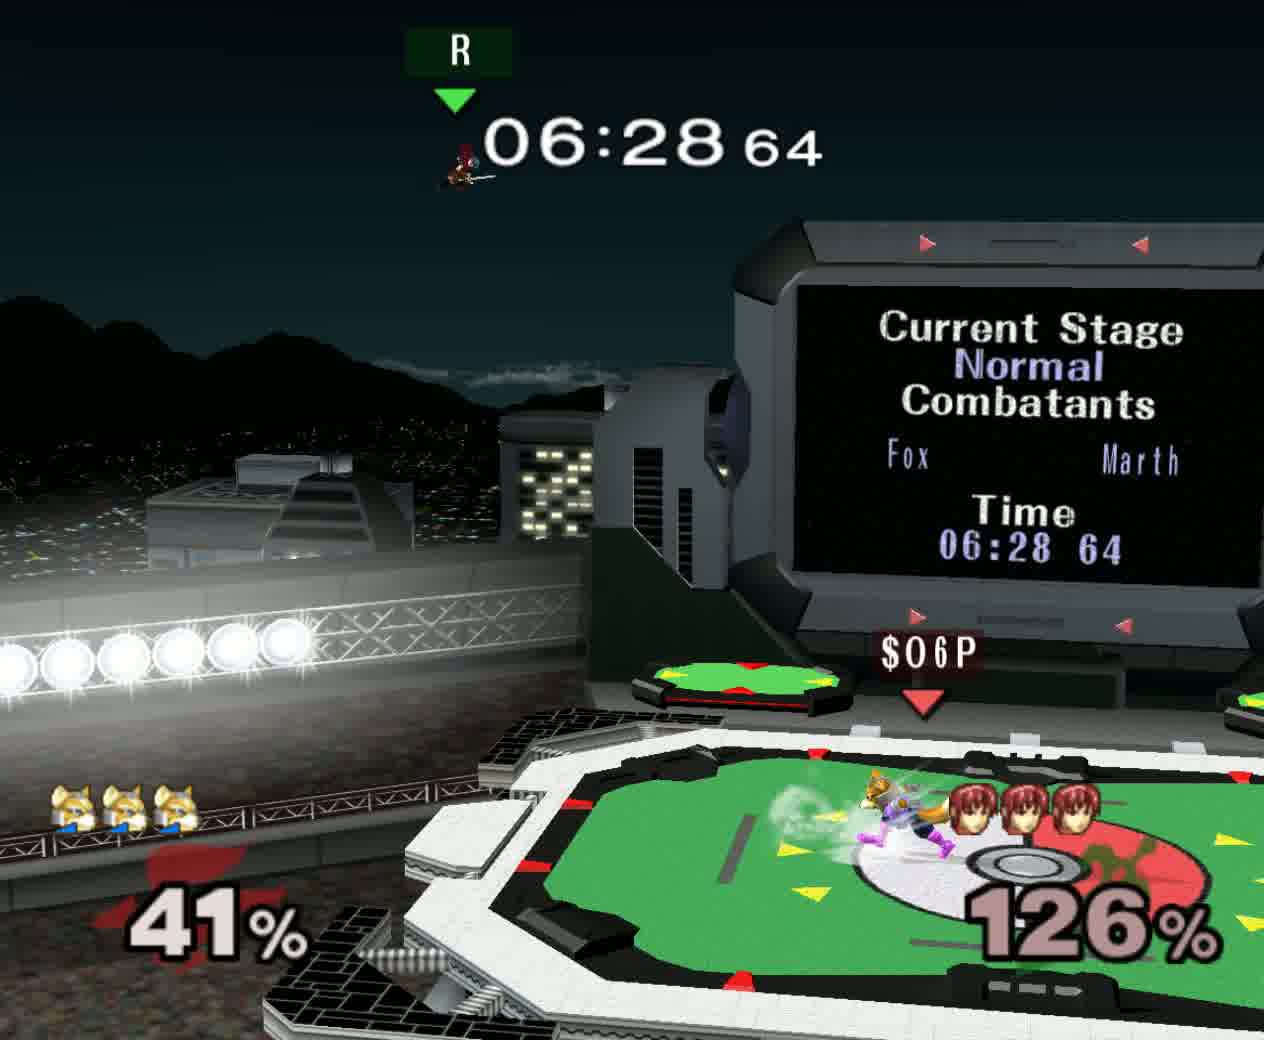 R
06:28 64
Current Stage
Normal
Combatants
Fox Marth
Time
06:28 64
$06P
41%
126%